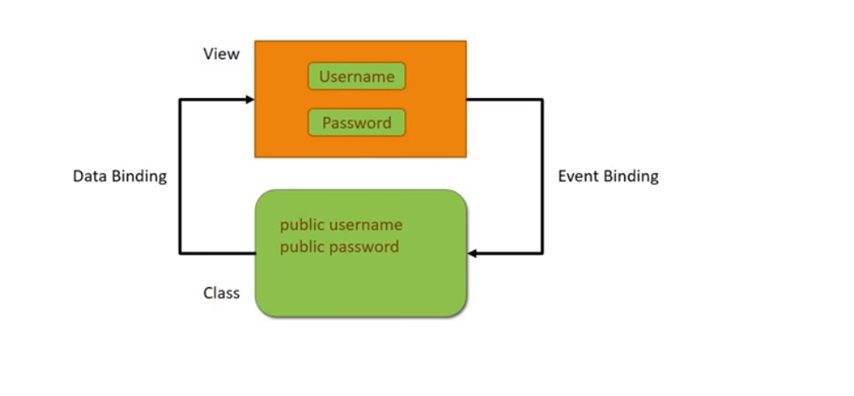 View
Username
Password
Data Binding
Event Binding
public username
public password
Class